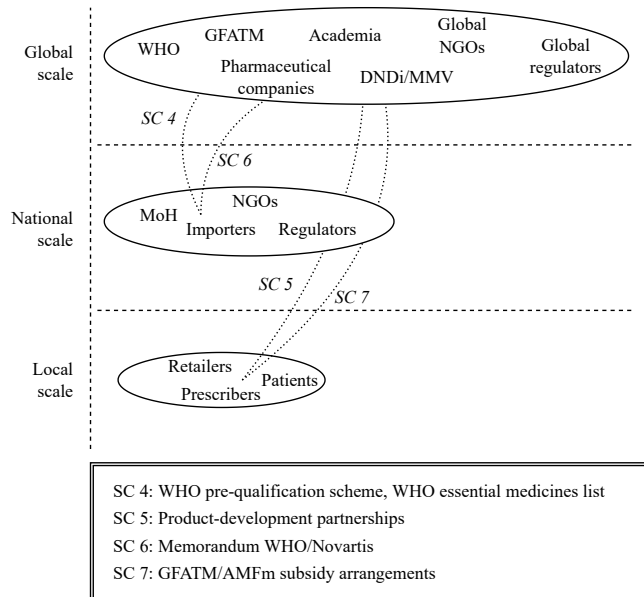 Global
scale
WHO
GFATM
Academia
Global
NGOs
Global
regulators
Pharmaceutical
companies
DNDi/MMV
SC 4
SC 6
National
scale
MoH
NGOs
Importers
Regulators
SC 5
SC 7
Local
scale
Retailers
Prescribers
Patients
SC 4: WHO pre-qualification scheme, WHO essential medicines list
SC 5: Product-development partnerships
SC 6: Memorandum WHO/Novartis
SC 7: GFATM/AMFm subsidy arrangements